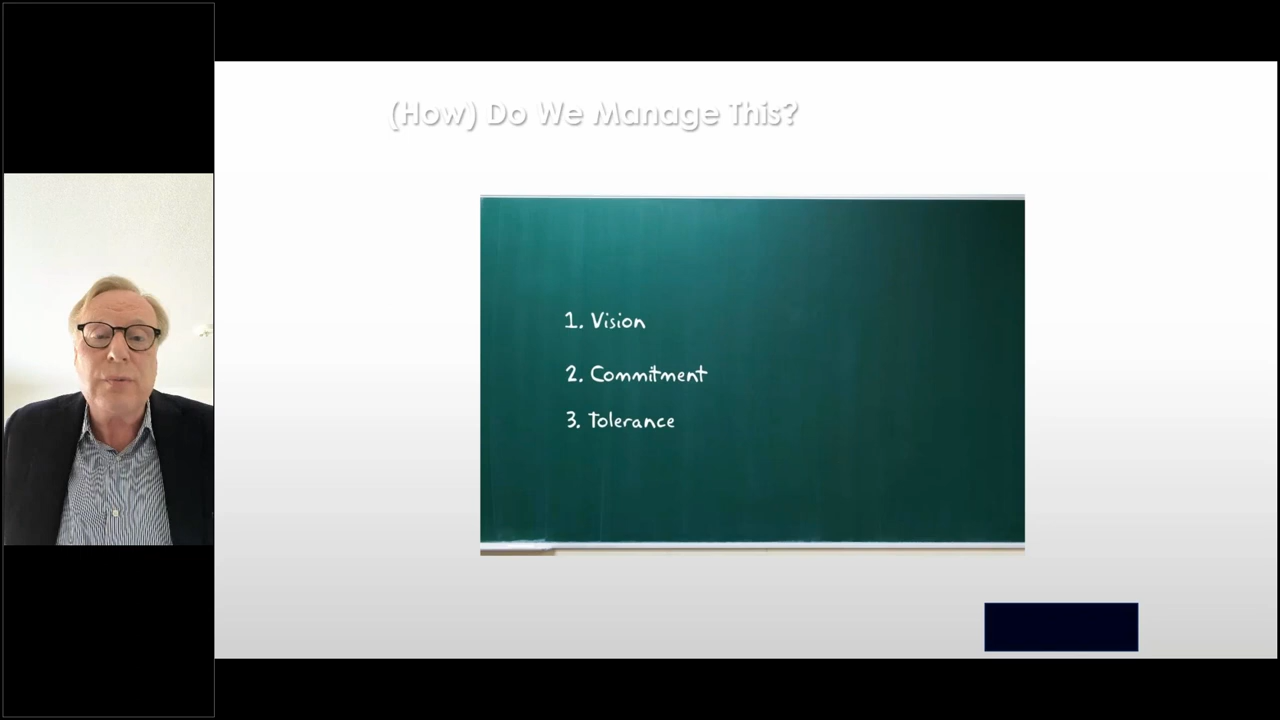 (How) Do We Manage This?
1. Vision
2. Commitment
3. Tolerance